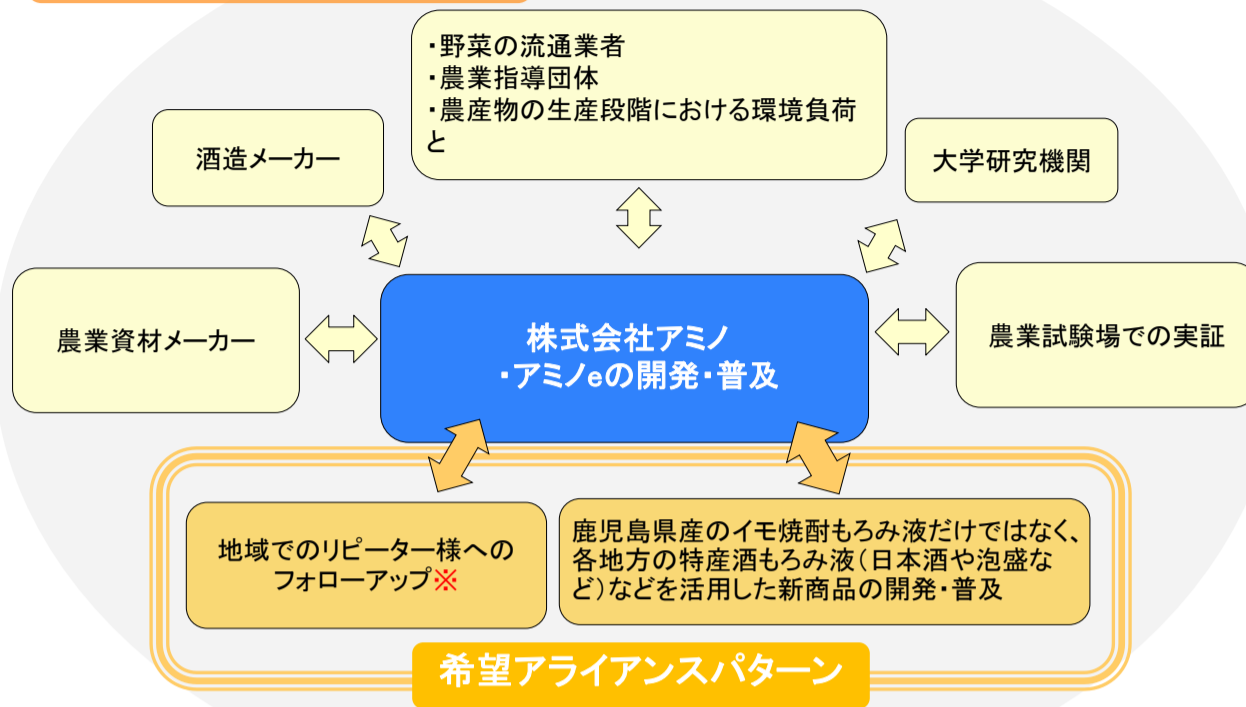 ・野菜の流通業者
・農業指導団体
・農産物の生産段階における環境負荷
と
酒造メーカー
大学研究機関
農業資材メーカー
株式会社アミノ
・アミノeの開発・普及
農業試験場での実証
地域でのリピーター様への
フォローアップ※
鹿児島県産のイモ焼酎もろみ液だけではなく、
各地方の特産酒もろみ液（日本酒や泡盛な
ど）などを活用した新商品の開発・普及
希望アライアンスパターン